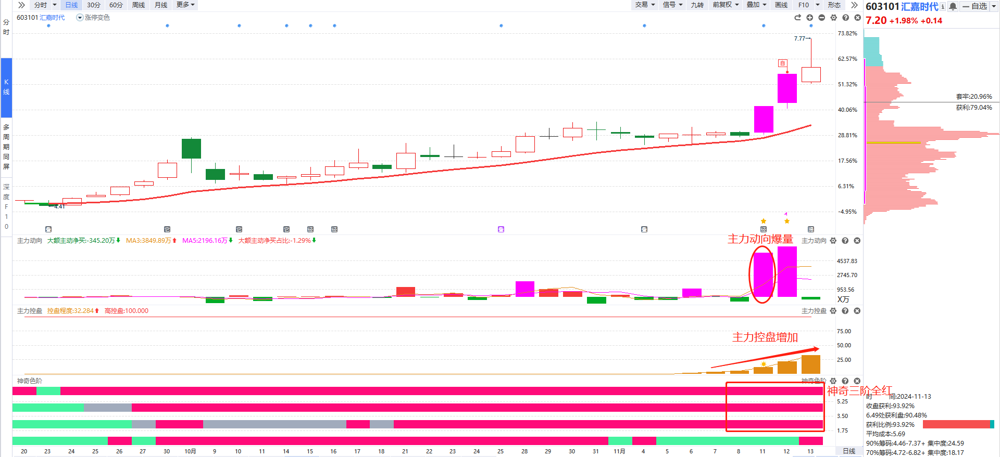 分时 日线 30分 60分 周线 月线 更多 交易 信号 九转 前复权 叠加 画线 F10 形态
603101 汇嘉时代 自选
7.20 +1.98% +0.14
603101 汇嘉时代 涨停变色
分时
K线
多周期同屏
深度F10
73.82%
7.77
62.57%
自
51.32%
套牢:20.96%
获利:79.04%
40.06%
28.81%
17.56%
6.31%
4.41
-4.95%
主力动向 大额主动净买:-345.20万 MA3:3849.89万 MA5:2196.16万 大额主动净买占比:-1.29% 主力动向爆量 主力动向
4537.83
2745.70
953.56
X万
主力控盘 控盘程度:32.284 高控盘:100.000 主力控盘
主力控盘增加
75.00
50.00
25.00
神奇色阶 神奇色阶
神奇三阶全红
5.25
3.50
1.75
时 间:2024-11-13
收盘获利:93.92%
6.49处获利盘:90.48%
获利比例:93.92%
平均成本:5.69
90%筹码:4.46-7.37+ 集中度:24.59
70%筹码:4.72-6.82+ 集中度:18.17
20 23 24 25 26 27 30 10月 9 10 11 14 15 16 17 18 21 22 23 24 25 28 29 30 31 11月 4 5 6 7 8 11 12 13 日线